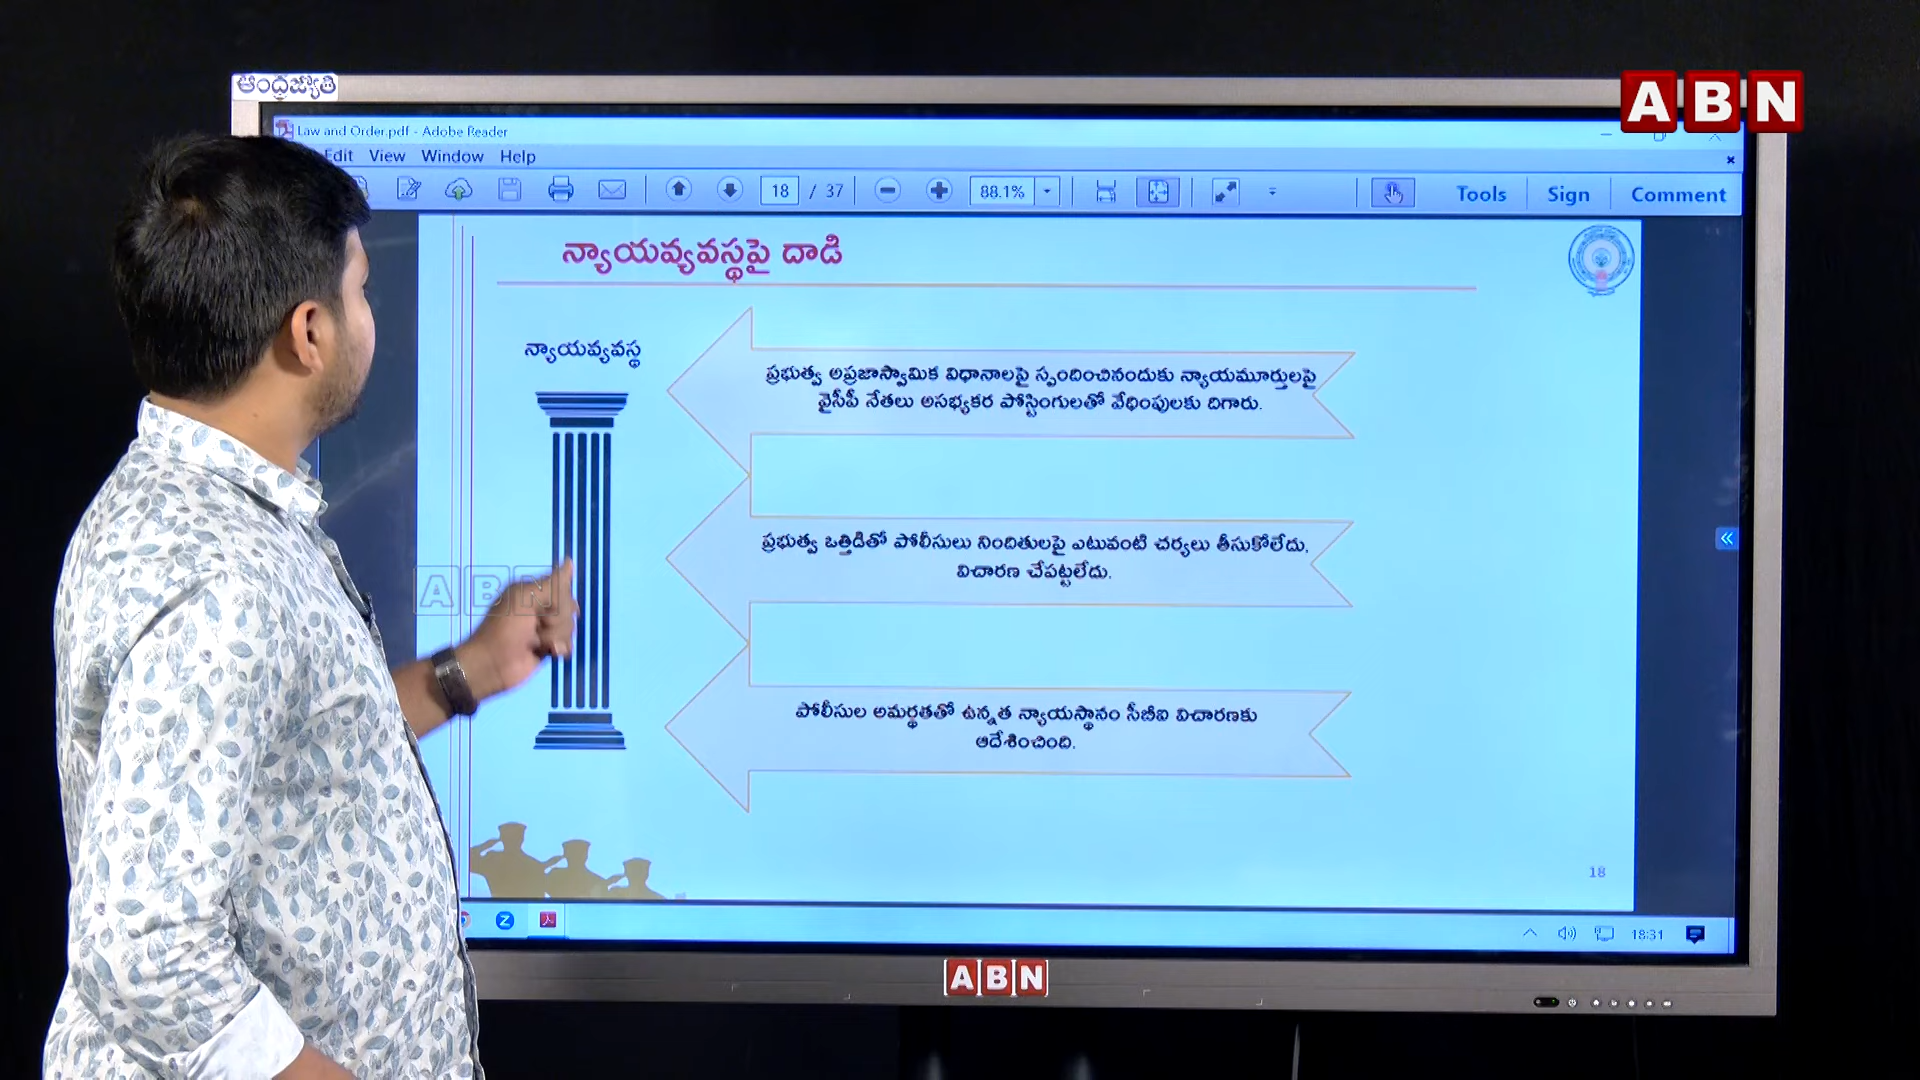 ఆంధ్రజ్యోతి
ABN
Law and Order.pdf - Adobe Reader
Edit View Window Help
18 / 37 88.1% Tools Sign Comment
న్యాయవ్యవస్థపై దాడి
న్యాయవ్యవస్థ
ప్రభుత్వ అప్రజాస్వామిక విధానాలపై స్పందించినందుకు న్యాయమూర్తులపై
వైసీపీ నేతలు అసభ్యకర పోస్టింగులతో వేధింపులకు దిగారు.
ప్రభుత్వ ఒత్తిడితో పోలీసులు నిందితులపై ఎటువంటి చర్యలు తీసుకోలేదు,
విచారణ చేపట్టలేదు.
ABN
పోలీసుల అమర్థతతో ఉన్నత న్యాయస్థానం సీబీఐ విచారణకు
ఆదేశించింది.
18
18:31
ABN